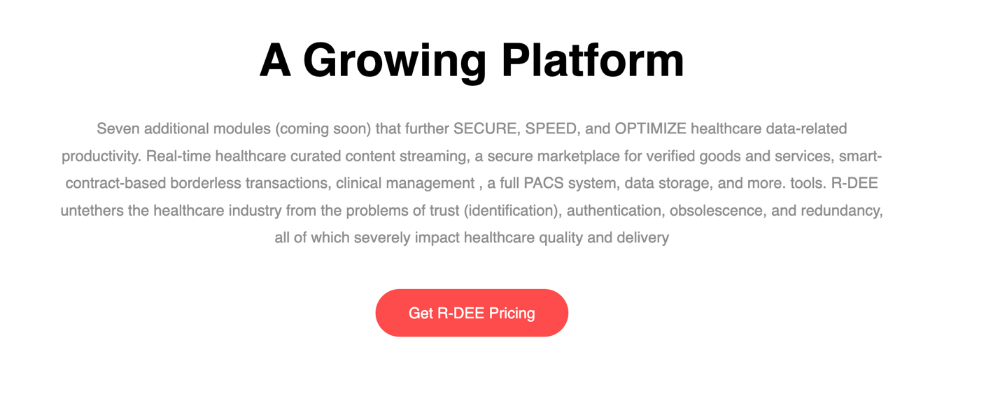 A Growing Platform
Seven additional modules (coming soon) that further SECURE, SPEED, and OPTIMIZE healthcare data-related
productivity. Real-time healthcare curated content streaming, a secure marketplace for verified goods and services, smart-
contract-based borderless transactions, clinical management , a full PACS system, data storage, and more. tools. R-DEE
untethers the healthcare industry from the problems of trust (identification), authentication, obsolescence, and redundancy,
all of which severely impact healthcare quality and delivery
Get R-DEE Pricing